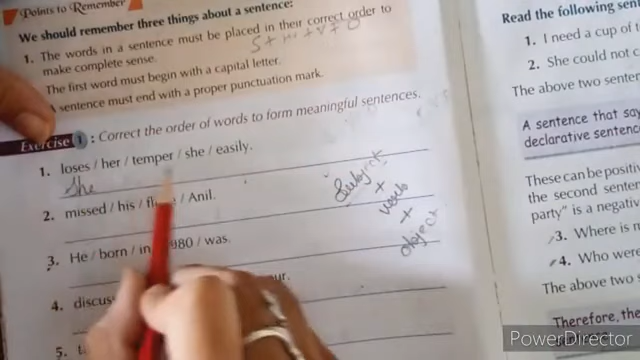 Points to Remember
We should remember three things about a sentence:
1. The words in a sentence must be placed in their correct order to
make complete sense.
The first word must begin with a capital letter.
sentence must end with a proper punctuation mark.
Exercise 1 : Correct the order of words to form meaningful sentences.
1. loses / her / temper / she / easily.
She
2. missed / his / / Anil.
3. He / born / in 980 / was.
4. discus
5.
Subject
+
verb
+
object
Read the following sen
1. I need a cup of t
2. She could not c
The above two senten
A sentence that say
declarative sentenc
These can be positiv
the second senten
party" is a negativ
3. Where is m
4. Who were
The above two s
Therefore, the
PowerDirector